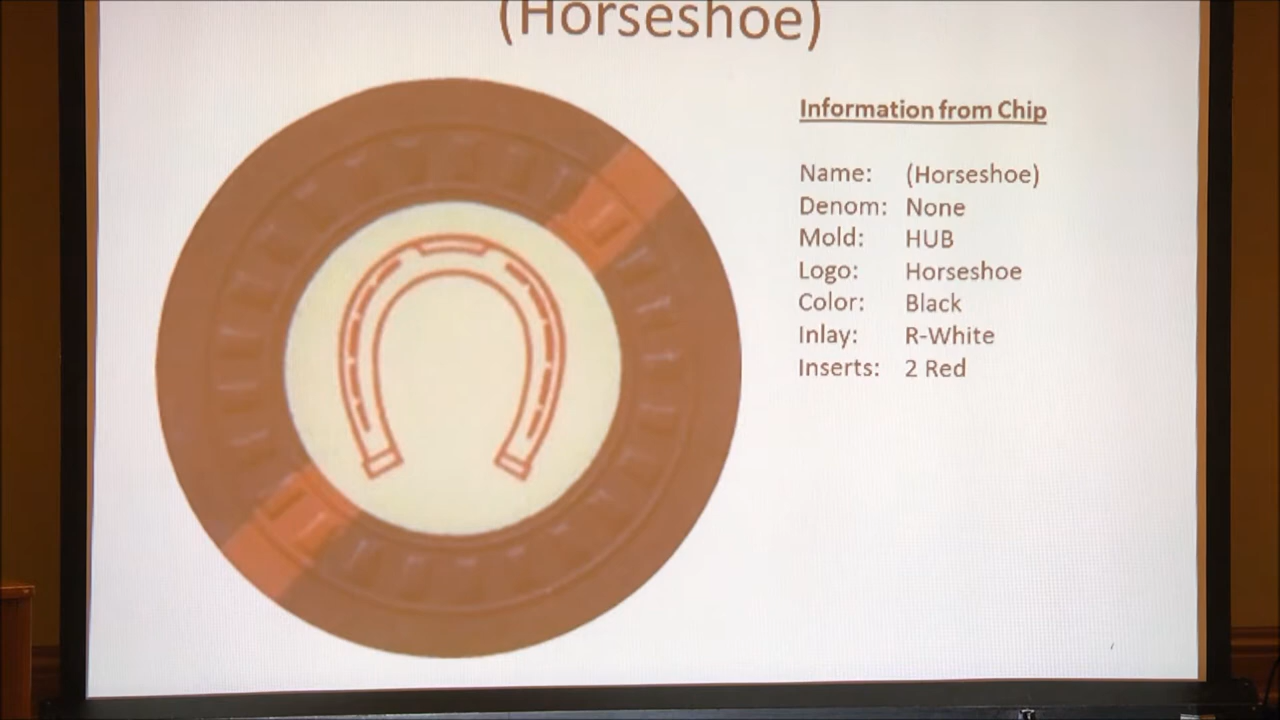 (Horseshoe)
Information from Chip
Name: (Horseshoe)
Denom: None
Mold: HUB
Logo: Horseshoe
Color: Black
Inlay: R-White
Inserts: 2 Red